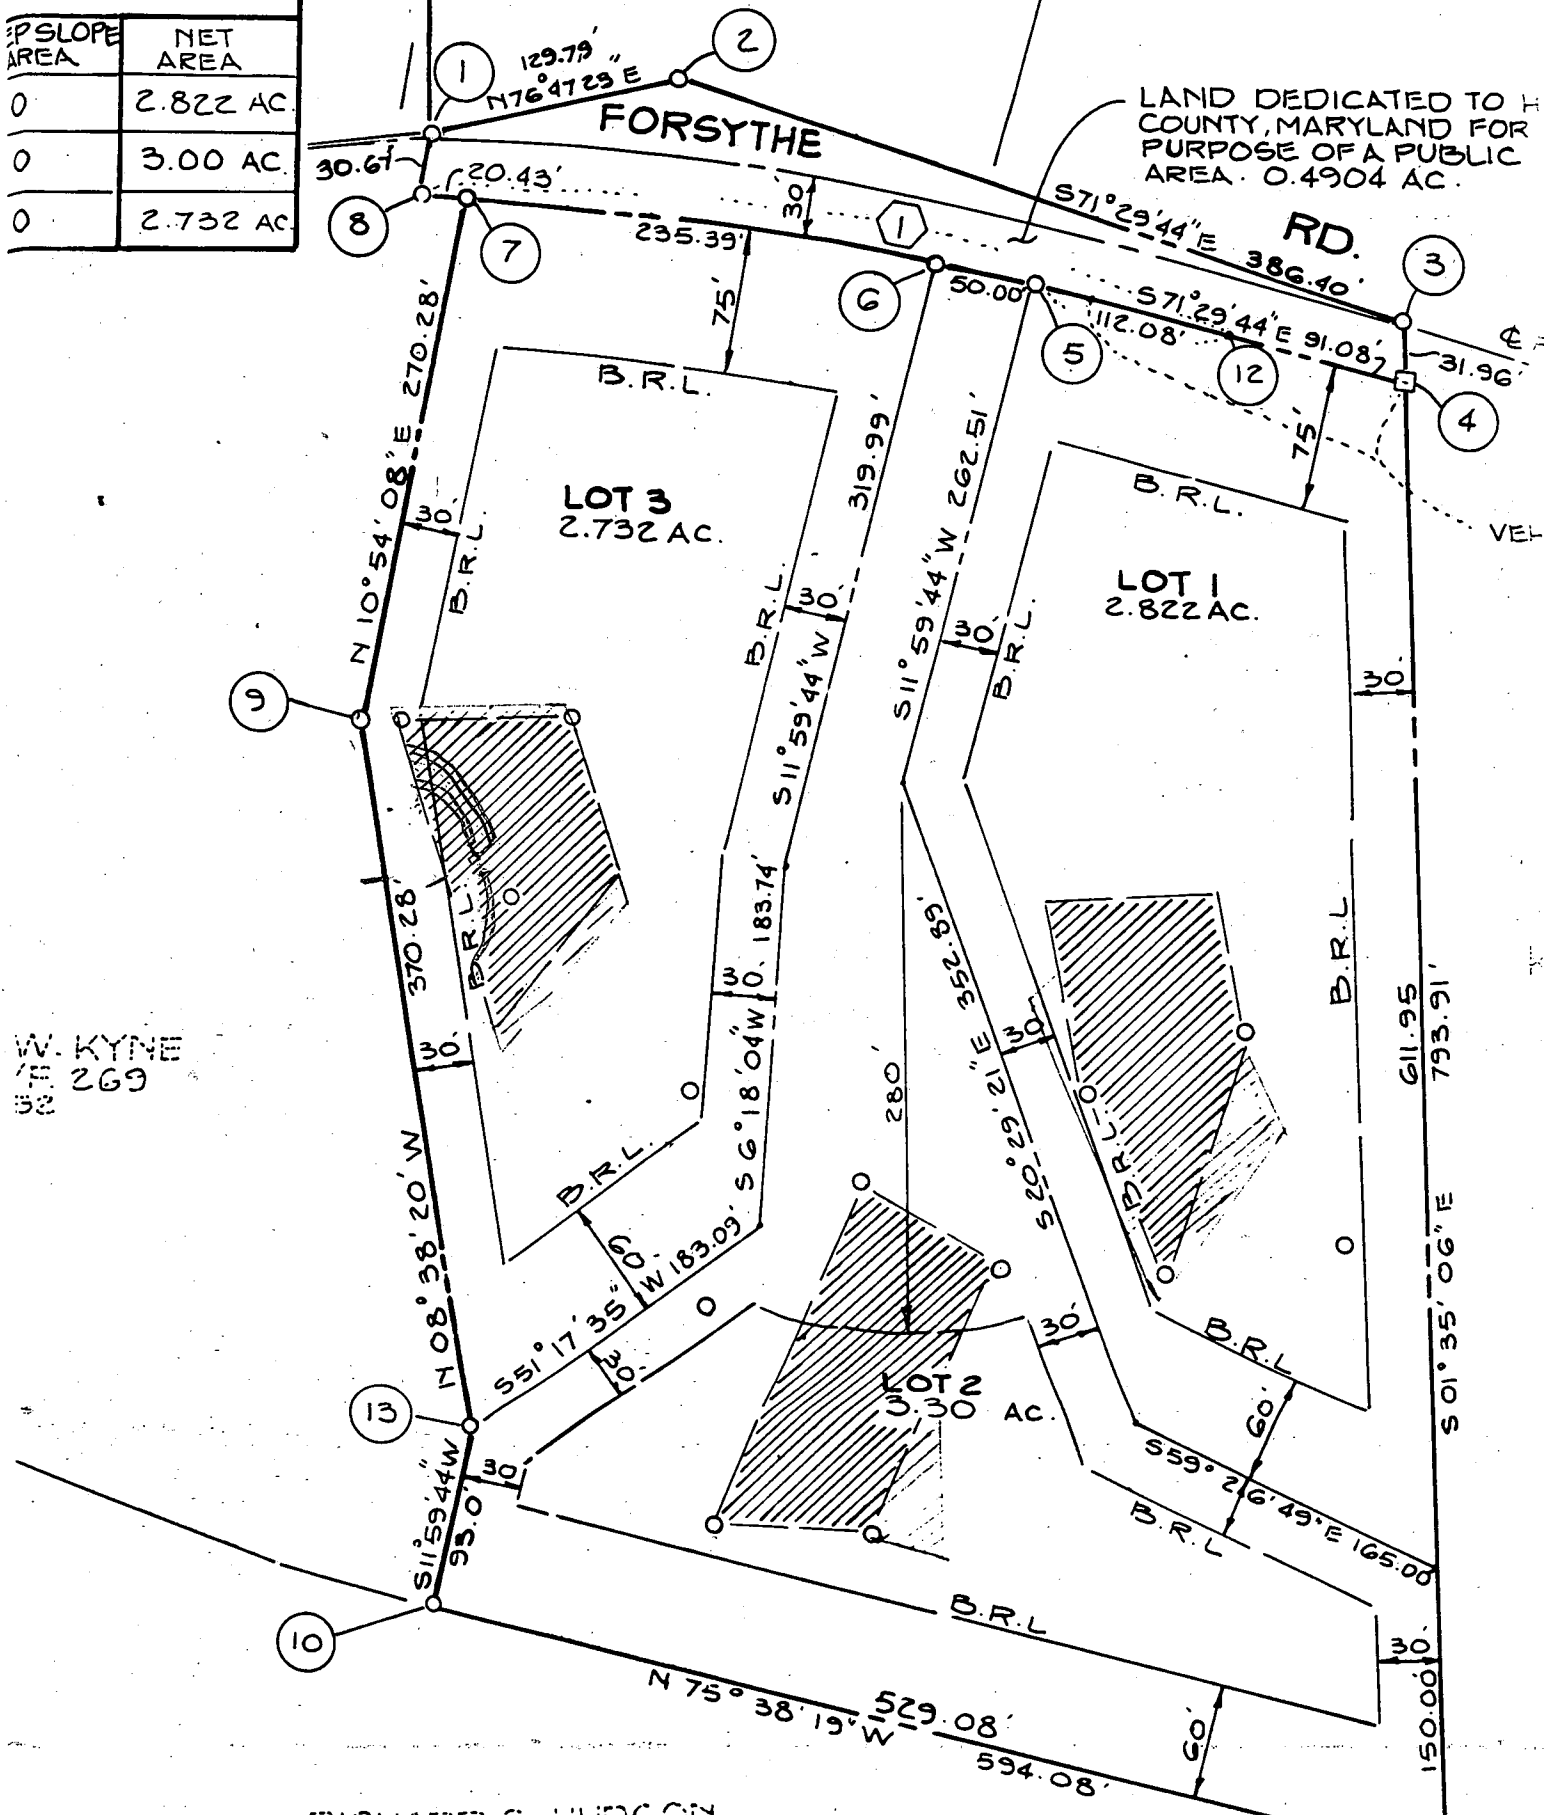 AREA
NET
AREA
0
2.822 AC.
0
3.00 AC.
0
2.732 AC.
1
129.79'
N76°47'23"E
2
FORSYTHE
RD.
LAND DEDICATED TO
COUNTY, MARYLAND FOR
PURPOSE OF A PUBLIC
AREA. 0.4904 AC.
30.67'
20.43'
8
7
235.39'
30'
1
S71°29'44"E
386.40'
3
6
50.00'
S71°29'44"E 91.08'
112.08'
5
12
31.96'
4
75'
75'
B.R.L.
N 10°54'08"E 270.28'
30'
B.R.L.
LOT 3
2.732 AC.
319.99'
S11°59'44"W 262.51'
B.R.L.
LOT 1
2.822 AC.
B.R.L.
30'
S11°59'44"W
30'
B.R.L.
30'
9
370.28'
B.R.L.
183.74'
30'
S 6°18'04"W
352.89'
S 20°29'21"E
30'
B.R.L.
B.R.L
611.95
793.91'
S 01°35'06"E
W. KYNE
269
30'
N 08°38'20"W
B.R.L.
60'
280'
S51°17'35"W 183.09'
30'
13
30'
LOT 2
3.30 AC.
B.R.L
60'
S59°26'49"E 165.00'
B.R.L
S11°59'44"W
93.0'
30'
10
B.R.L
30'
150.00'
N 75°38'19"W
529.08'
594.08'
60'